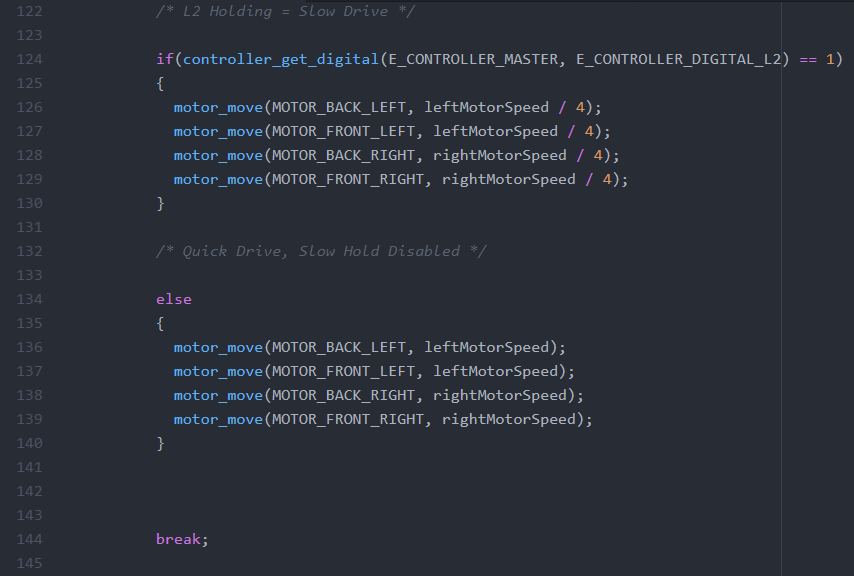 122 /* L2 Holding = Slow Drive */
123
124 if(controller_get_digital(E_CONTROLLER_MASTER, E_CONTROLLER_DIGITAL_L2) == 1)
125 {
126 motor_move(MOTOR_BACK_LEFT, leftMotorSpeed / 4);
127 motor_move(MOTOR_FRONT_LEFT, leftMotorSpeed / 4);
128 motor_move(MOTOR_BACK_RIGHT, rightMotorSpeed / 4);
129 motor_move(MOTOR_FRONT_RIGHT, rightMotorSpeed / 4);
130 }
131
132 /* Quick Drive, Slow Hold Disabled */
133
134 else
135 {
136 motor_move(MOTOR_BACK_LEFT, leftMotorSpeed);
137 motor_move(MOTOR_FRONT_LEFT, leftMotorSpeed);
138 motor_move(MOTOR_BACK_RIGHT, rightMotorSpeed);
139 motor_move(MOTOR_FRONT_RIGHT, rightMotorSpeed);
140 }
141
142
143
144 break;
145